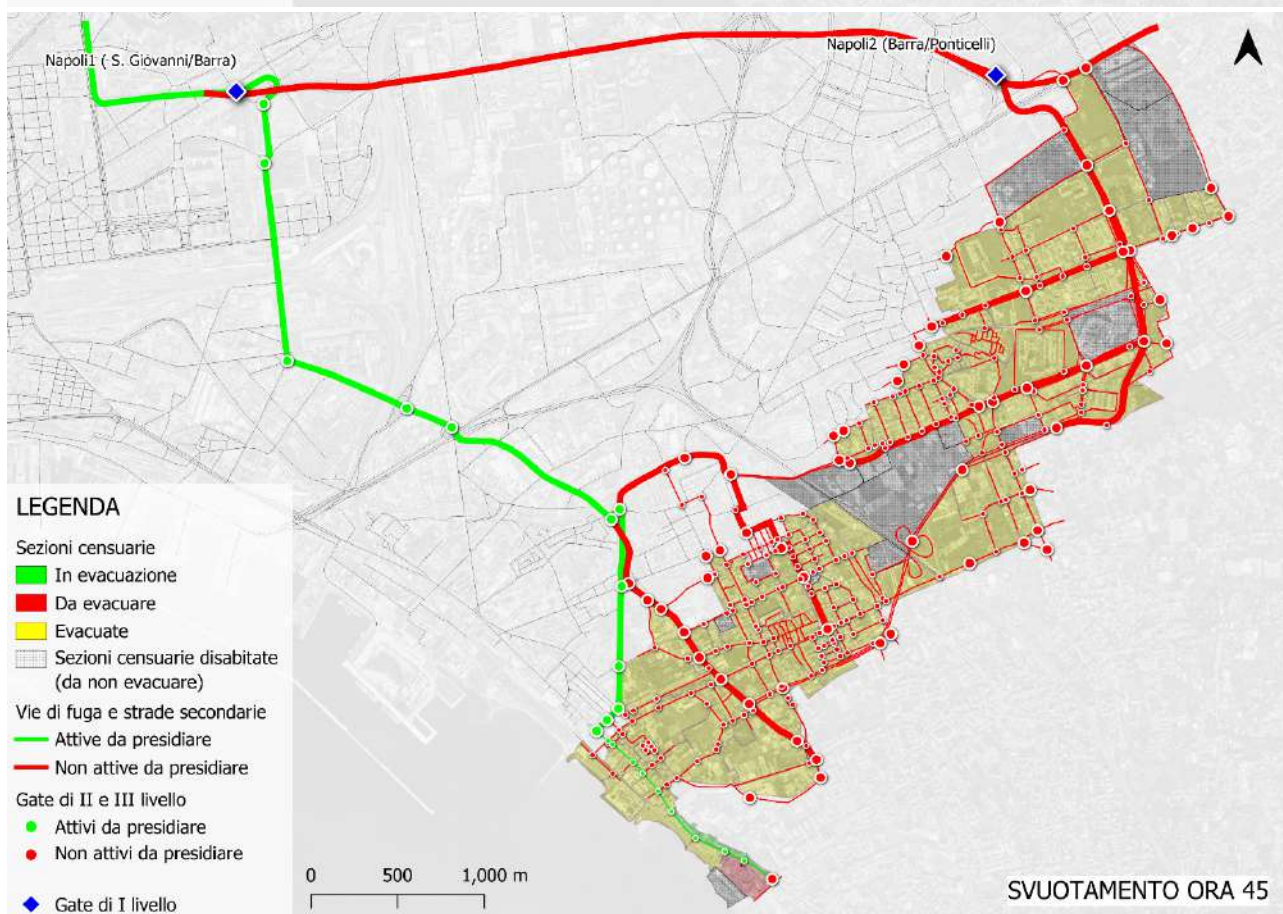 Napoli1 ( S. Giovanni/Barra)
Napoli2 (Barra/Ponticelli)
LEGENDA
Sezioni censuarie
In evacuazione
Da evacuare
Evacuate
Sezioni censuarie disabitate
(da non evacuare)
Vie di fuga e strade secondarie
Attive da presidiare
Non attive da presidiare
Gate di II e III livello
Attivi da presidiare
Non attivi da presidiare
Gate di I livello
0 500 1,000 m
SVUOTAMENTO ORA 45